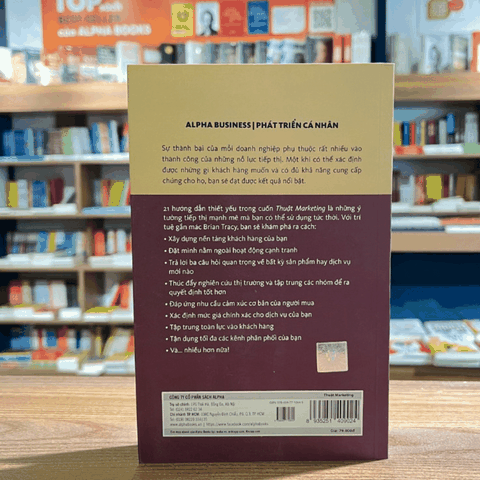 TOP
của ALPHA BOOKS
ALPHA BUSINESS | PHÁT TRIỂN CÁ NHÂN
Sự thành bại của mỗi doanh nghiệp phụ thuộc rất nhiều vào
thành công của những nỗ lực tiếp thị. Một khi có thể xác định
được những gì khách hàng muốn và có đủ khả năng cung cấp
chúng cho họ, bạn sẽ đạt được kết quả nổi bật.
21 hướng dẫn thiết yếu trong cuốn Thuật Marketing là những ý
tưởng tiếp thị mạnh mẽ mà bạn có thể sử dụng tức thời. Với trí
tuệ gắn mác Brian Tracy, bạn sẽ khám phá ra cách:
• Xây dựng nền tảng khách hàng của bạn
• Đặt mình nằm ngoài hoạt động cạnh tranh
• Trả lời ba câu hỏi quan trọng về bất kỳ sản phẩm hay dịch vụ
mới nào
• Thúc đẩy nghiên cứu thị trường và tập trung các nhóm để ra
quyết định tốt hơn
• Đáp ứng nhu cầu cảm xúc cơ bản của người mua
• Xác định mức giá chính xác cho dịch vụ của bạn
• Tập trung toàn lực vào khách hàng
• Tận dụng tối đa các kênh phân phối của bạn
• Và... nhiều hơn nữa!
CÔNG TY CỔ PHẦN SÁCH ALPHA
Thuật Marketing
8 935251 409024